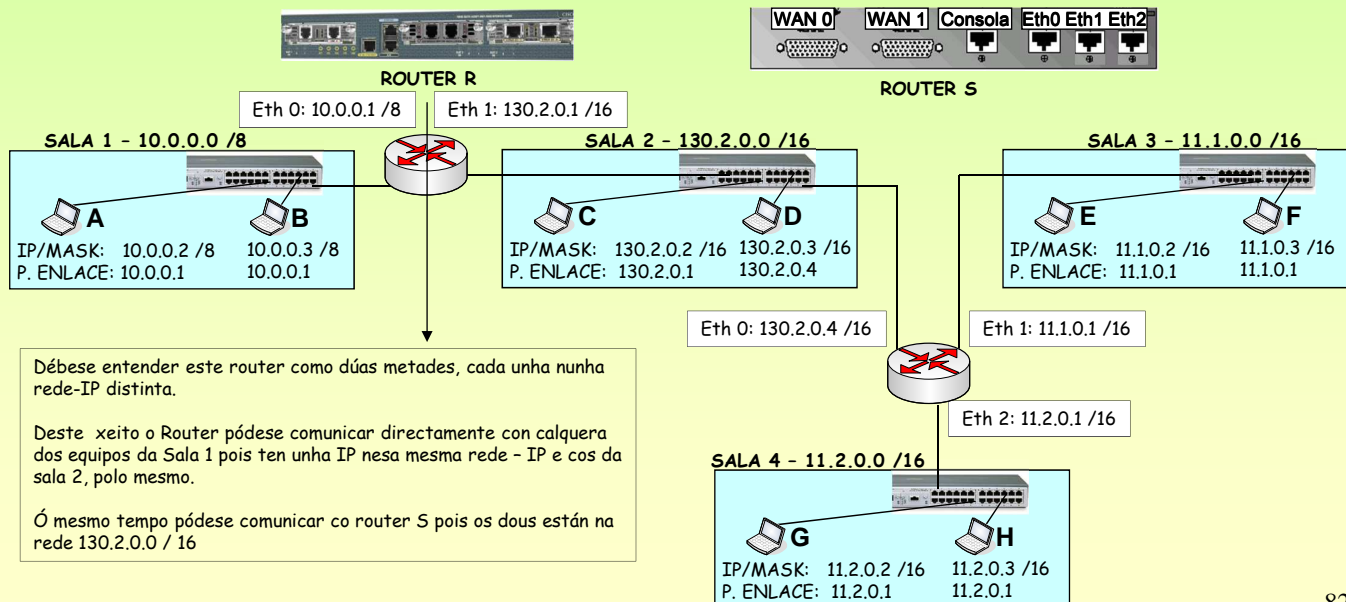 WAN 0 WAN 1 Consola Eth0 Eth1 Eth2
ROUTER R
ROUTER S
Eth 0: 10.0.0.1 /8
Eth 1: 130.2.0.1 /16
SALA 1 – 10.0.0.0 /8
A
B
IP/MASK: 10.0.0.2 /8 10.0.0.3 /8
P. ENLACE: 10.0.0.1 10.0.0.1
SALA 2 – 130.2.0.0 /16
C
D
IP/MASK: 130.2.0.2 /16 130.2.0.3 /16
P. ENLACE: 130.2.0.1 130.2.0.4
SALA 3 – 11.1.0.0 /16
E
F
IP/MASK: 11.1.0.2 /16 11.1.0.3 /16
P. ENLACE: 11.1.0.1 11.1.0.1
Eth 0: 130.2.0.4 /16
Eth 1: 11.1.0.1 /16
Eth 2: 11.2.0.1 /16
Débese entender este router como dúas metades, cada unha nunha
rede-IP distinta.
Deste xeito o Router pódese comunicar directamente con calquera
dos equipos da Sala 1 pois ten unha IP nesa mesma rede – IP e cos da
sala 2, polo mesmo.
Ó mesmo tempo pódese comunicar co router S pois os dous están na
rede 130.2.0.0 / 16
SALA 4 – 11.2.0.0 /16
G
H
IP/MASK: 11.2.0.2 /16 11.2.0.3 /16
P. ENLACE: 11.2.0.1 11.2.0.1